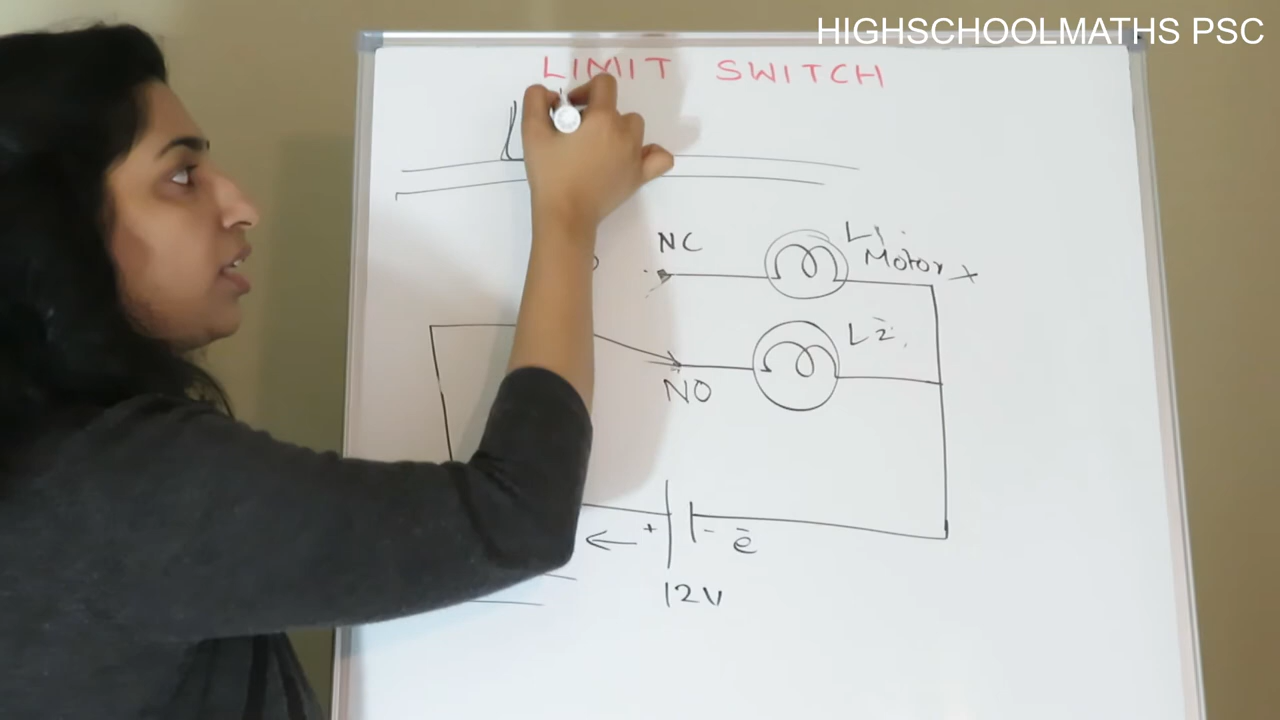 HIGHSCHOOLMATHS PSC
LIMIT SWITCH
NC
L1.
Motor x
L2.
NO
+
- ē
12V